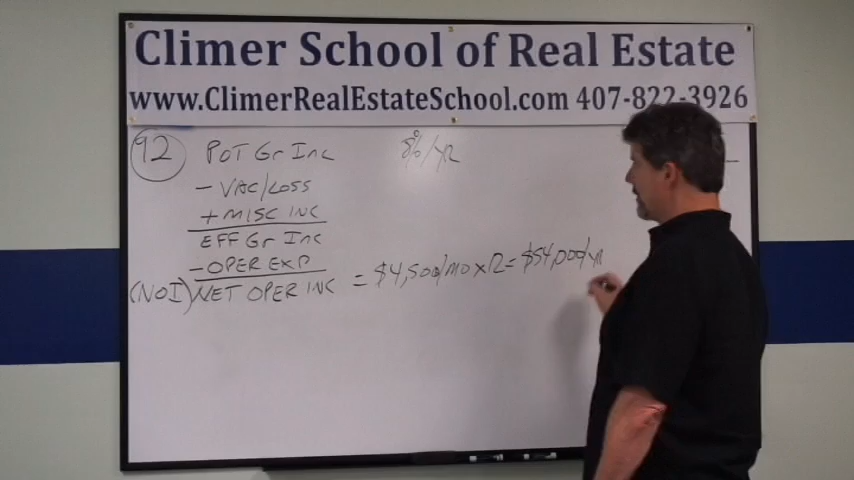 Climer School of Real Estate
www.ClimerRealEstateSchool.com 407-822-3926
92 POT Gr Inc 8%/YR
- VAC/LOSS
+ MISC INC
EFF Gr Inc
- OPER EXP
(NOI) NET OPER INC = $4,500/MO x 12 = $54,000/YR